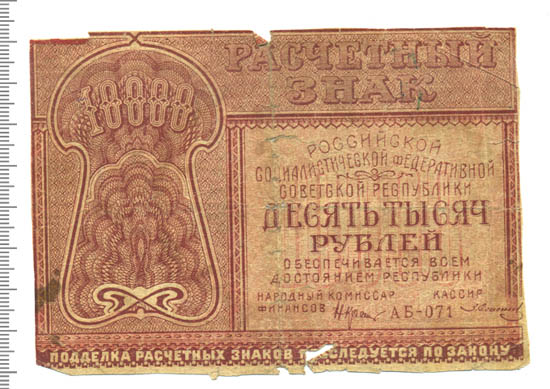 РАСЧЕТНЫЙ
ЗНАК
10000
РОССИЙСКОЙ
СОЦИАЛИСТИЧЕСКОЙ ФЕДЕРАТИВНОЙ
СОВЕТСКОЙ РЕСПУБЛИКИ
ДЕСЯТЬ ТЫСЯЧ
РУБЛЕЙ
ОБЕСПЕЧИВАЕТСЯ ВСЕМ
ДОСТОЯНИЕМ РЕСПУБЛИКИ
НАРОДНЫЙ КОМИССАР КАССИР
ФИНАНСОВ АБ-071
ПОДДЕЛКА РАСЧЕТНЫХ ЗНАКОВ ПРЕСЛЕДУЕТСЯ ПО ЗАКОНУ